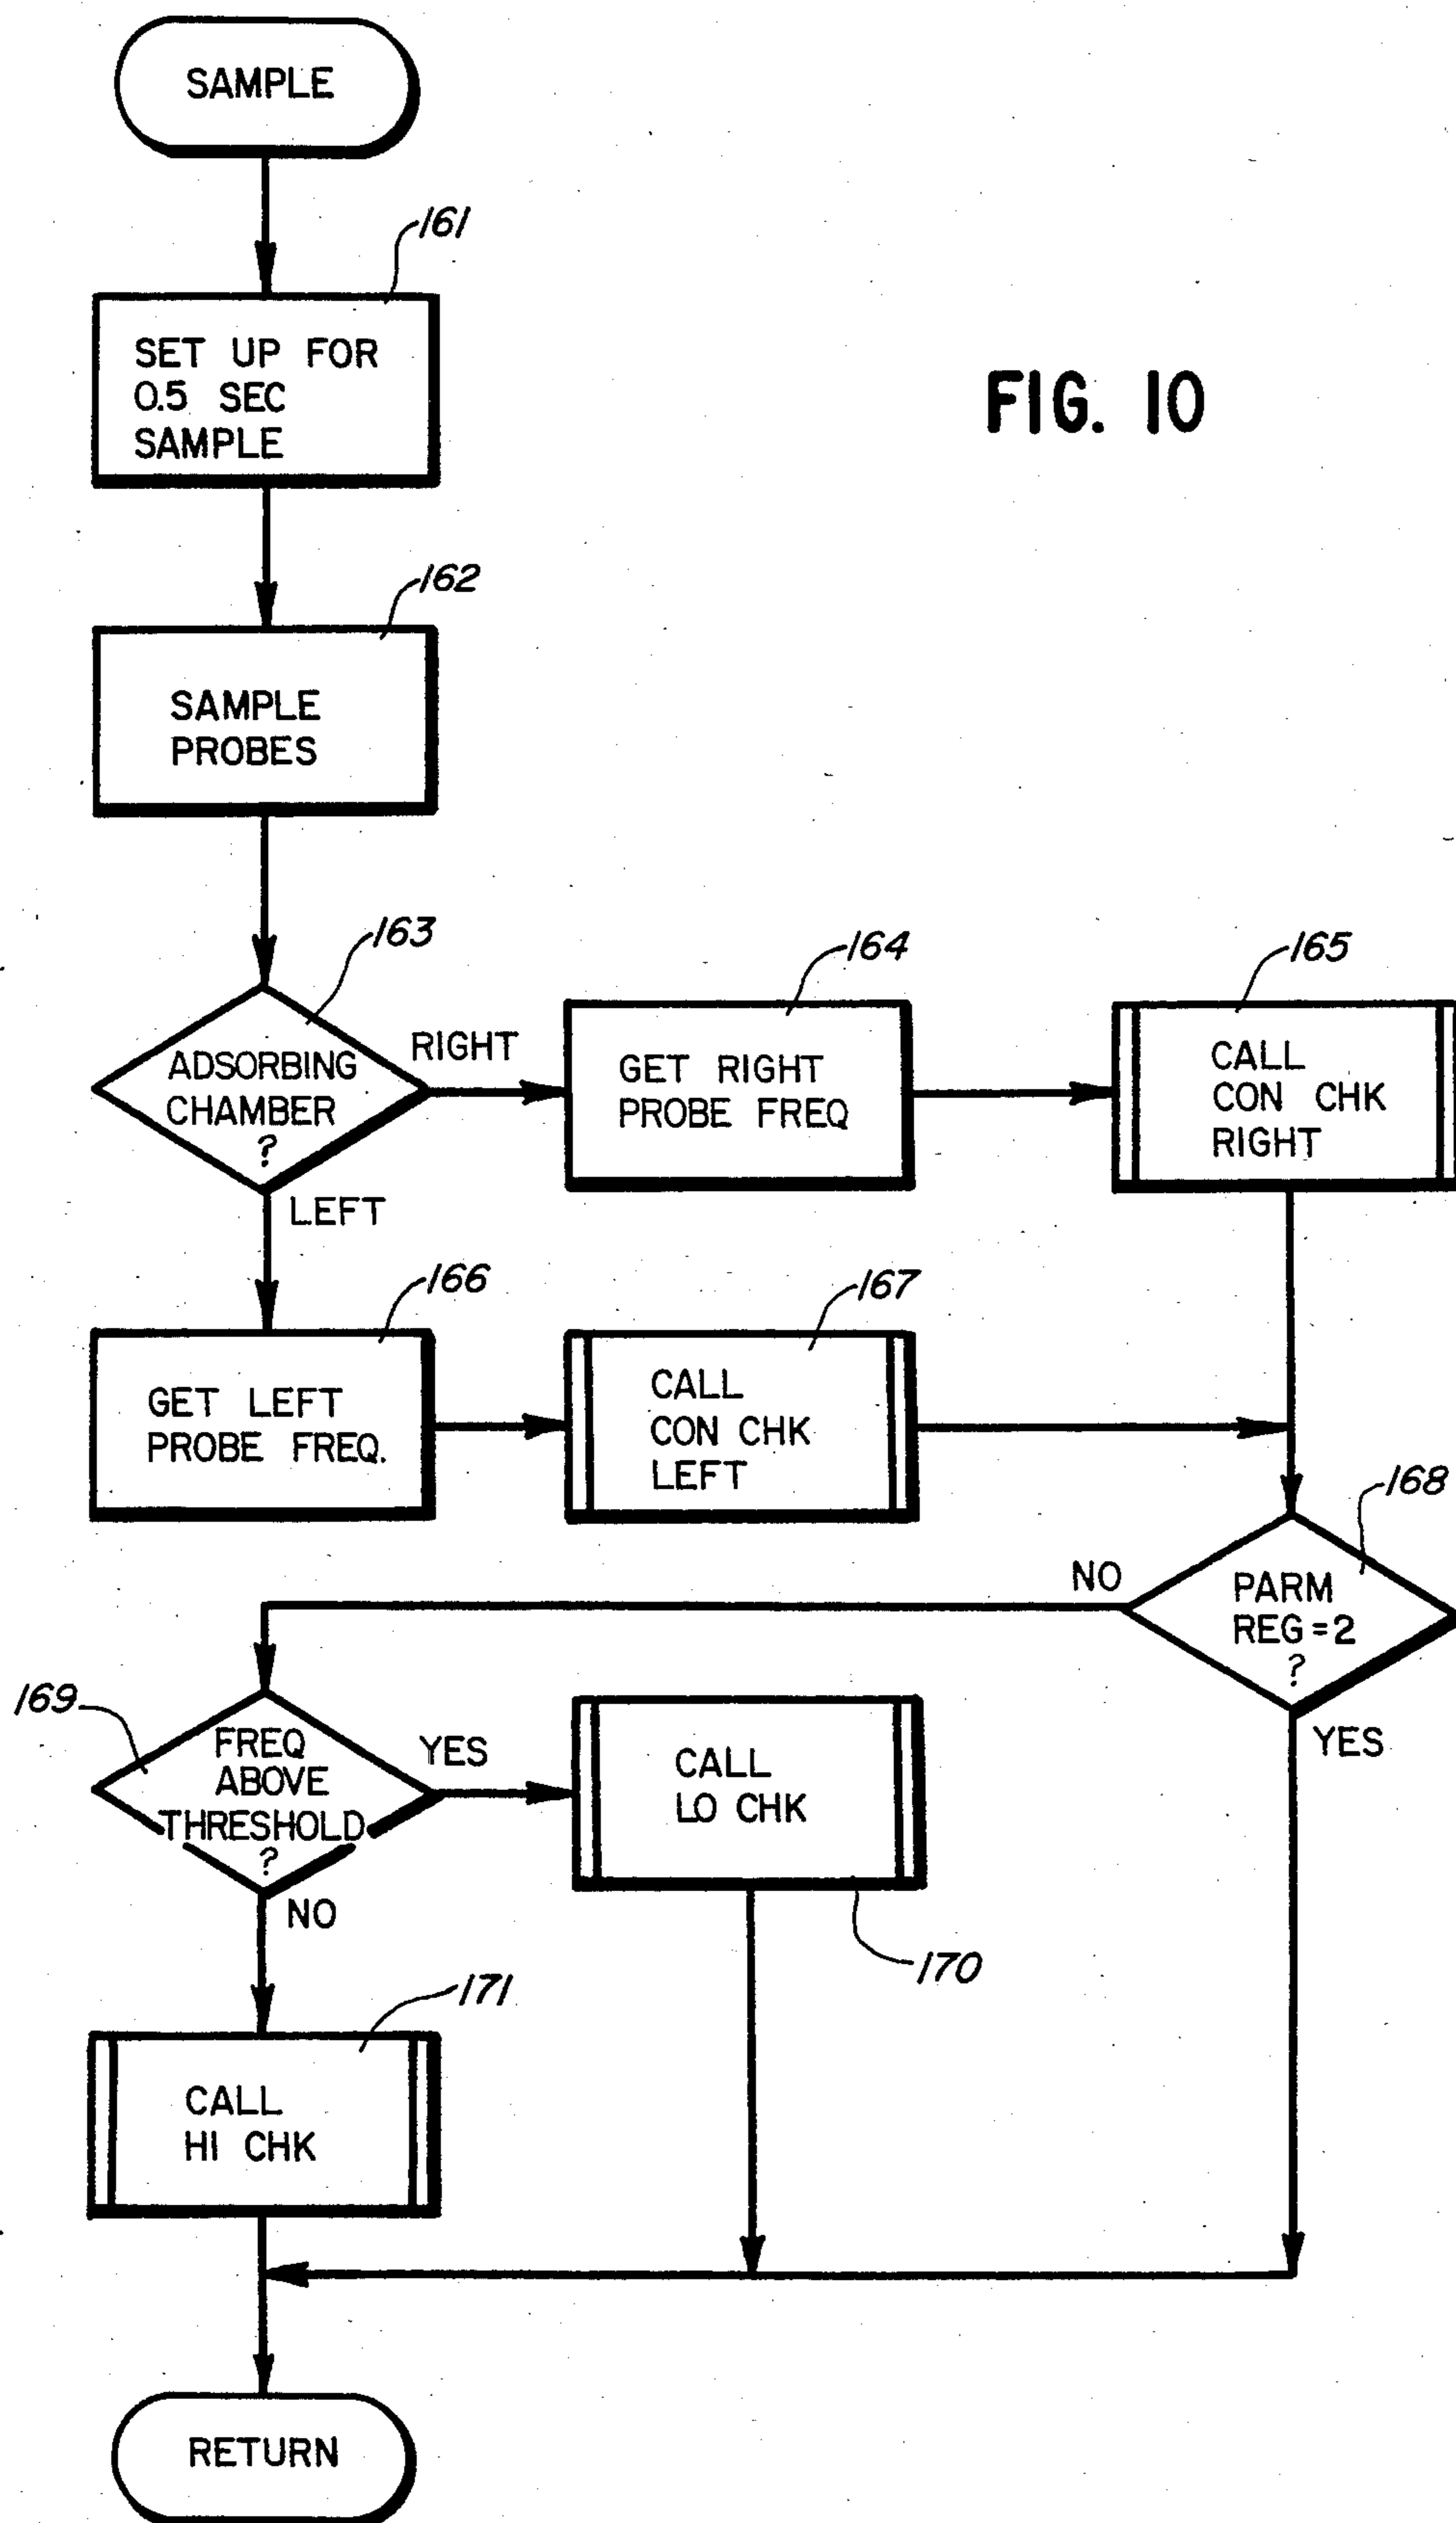 SAMPLE
161
SET UP FOR
0.5 SEC
SAMPLE
FIG. 10
162
SAMPLE
PROBES
163
ADSORBING
CHAMBER
?
RIGHT
LEFT
164
GET RIGHT
PROBE FREQ
165
CALL
CON CHK
RIGHT
166
GET LEFT
PROBE FREQ.
167
CALL
CON CHK
LEFT
168
PARM
REG=2
?
NO
YES
169
FREQ
ABOVE
THRESHOLD
?
YES
NO
CALL
LO CHK
170
171
CALL
HI CHK
RETURN